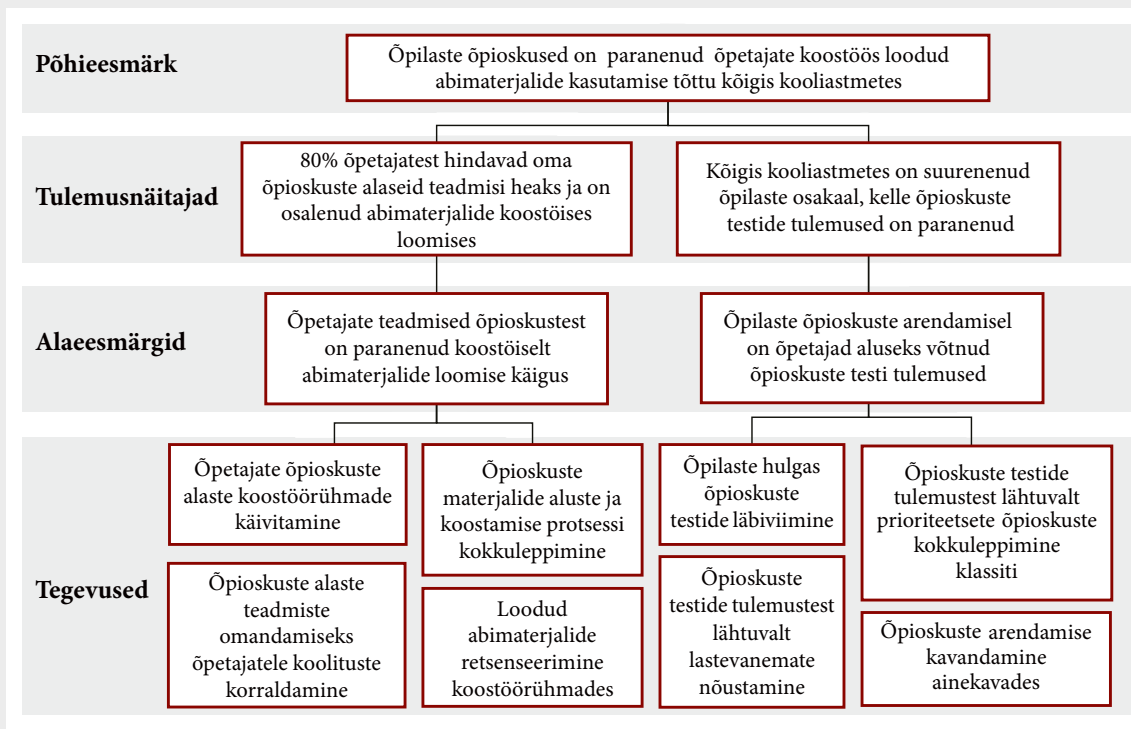 Põhieesmärk
Õpilaste õpioskused on paranenud õpetajate koostöös loodud
abimaterjalide kasutamise tõttu kõigis kooliastmetes
Tulemusnäitajad
80% õpetajatest hindavad oma
õpioskuste alaseid teadmisi heaks ja on
osalenud abimaterjalide koostöises
loomises
Kõigis kooliastmetes on suurenenud
õpilaste osakaal, kelle õpioskuste
testide tulemused on paranenud
Alaeesmärgid
Õpetajate teadmised õpioskustest
on paranenud koostöiselt
abimaterjalide loomise käigus
Õpilaste õpioskuste arendamisel
on õpetajad aluseks võtnud
õpioskuste testi tulemused
Tegevused
Õpetajate õpioskuste
alaste koostöörühmade
käivitamine
Õpioskuste
materjalide aluste ja
koostamise protsessi
kokkuleppimine
Õpilaste hulgas
õpioskuste
testide läbiviimine
Õpioskuste testide
tulemustest lähtuvalt
prioriteetsete õpioskuste
kokkuleppimine
klassiti
Õpioskuste alaste
teadmiste
omandamiseks
õpetajatele koolituste
korraldamine
Loodud
abimaterjalide
retsenseerimine
koostöörühmades
Õpioskuste
testide tulemustest
lähtuvalt
lastevanemate
nõustamine
Õpioskuste arendamise
kavandamine
ainekavades